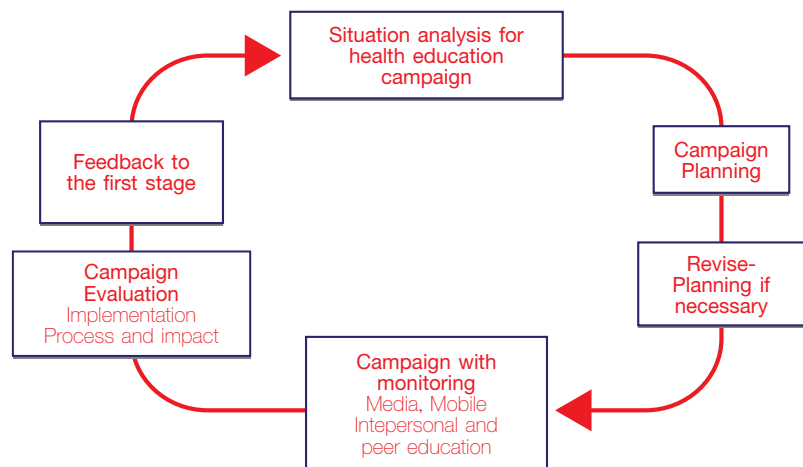 Situation analysis for
health education
campaign
Campaign
Planning
Revise-
Planning if
necessary
Campaign with
monitoring
Media, Mobile
Intepersonal and
peer education
Campaign
Evaluation
Implementation
Process and impact
Feedback to
the first stage